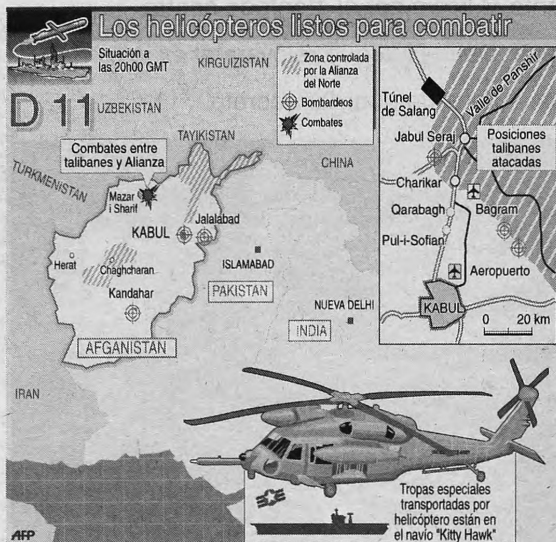 Los helicópteros listos para combatir
Situación a
las 20h00 GMT
D 11
KIRGUIZISTAN
Zona controlada
por la Alianza
del Norte
Bombardeos
Combates
UZBEKISTAN
TAYIKISTAN
Combates entre
talibanes y Alianza
TURKMENISTAN
CHINA
Mazar
i Sharif
KABUL
Jalalabad
Herat
Chaghcharan
ISLAMABAD
Kandahar
PAKISTAN
NUEVA DELHI
INDIA
AFGANISTAN
IRAN
Túnel
de Salang
Valle de Panshir
Jabul Seraj
Posiciones
talibanes
atacadas
Charikar
Qarabagh
Bagram
Pul-i-Sofian
Aeropuerto
KABUL
0 20 km
Tropas especiales
transportadas por
helicóptero están en
el navío "Kitty Hawk"
AFP